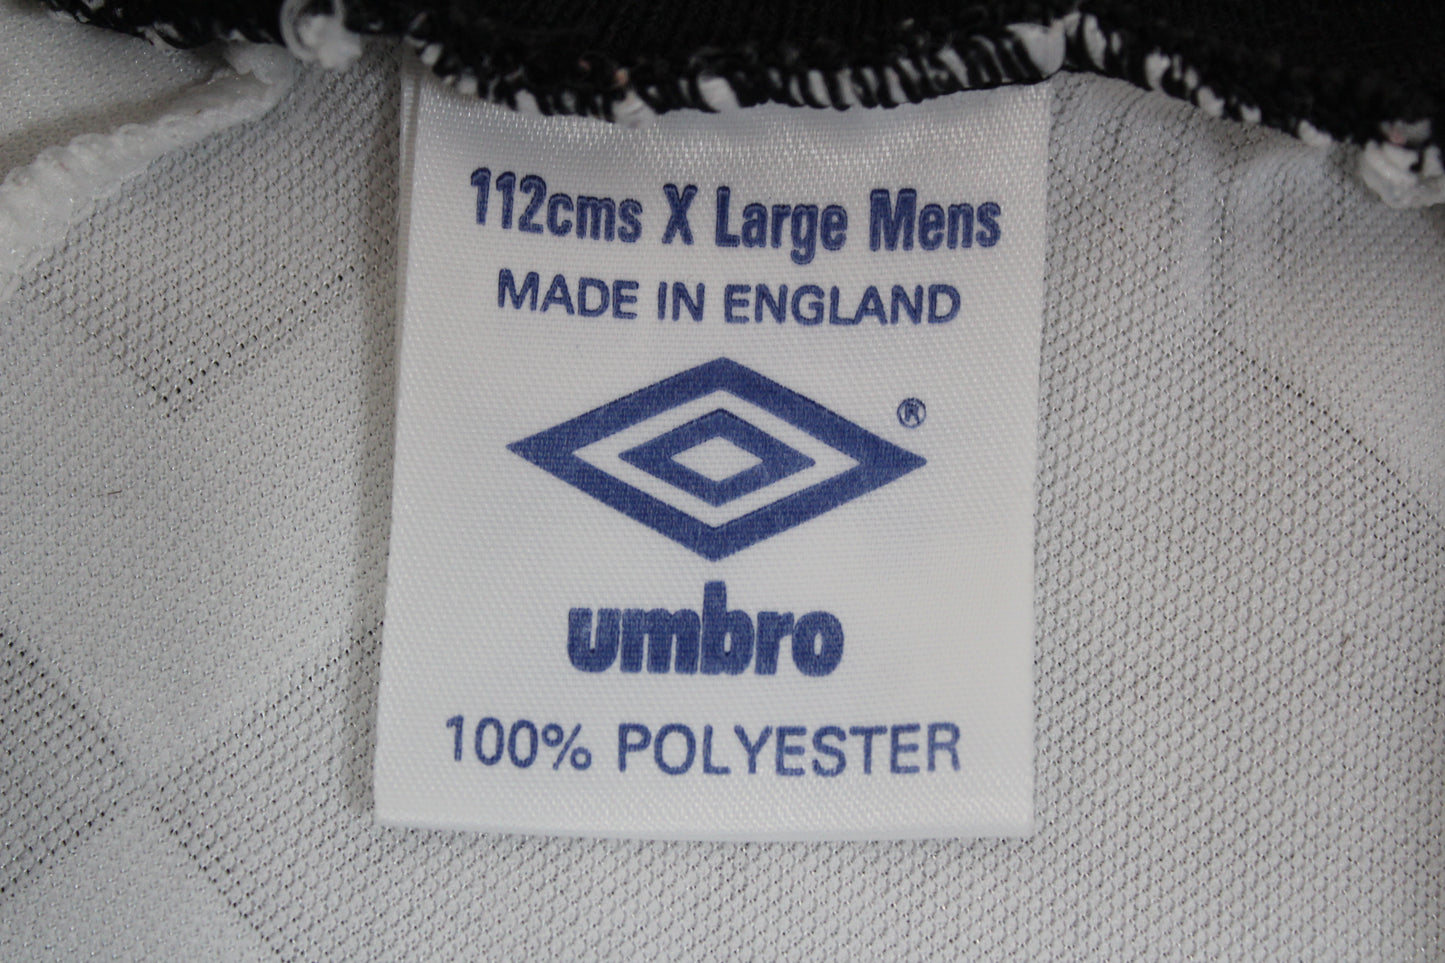 112cms X Large Mens
MADE IN ENGLAND
®
umbro
100% POLYESTER